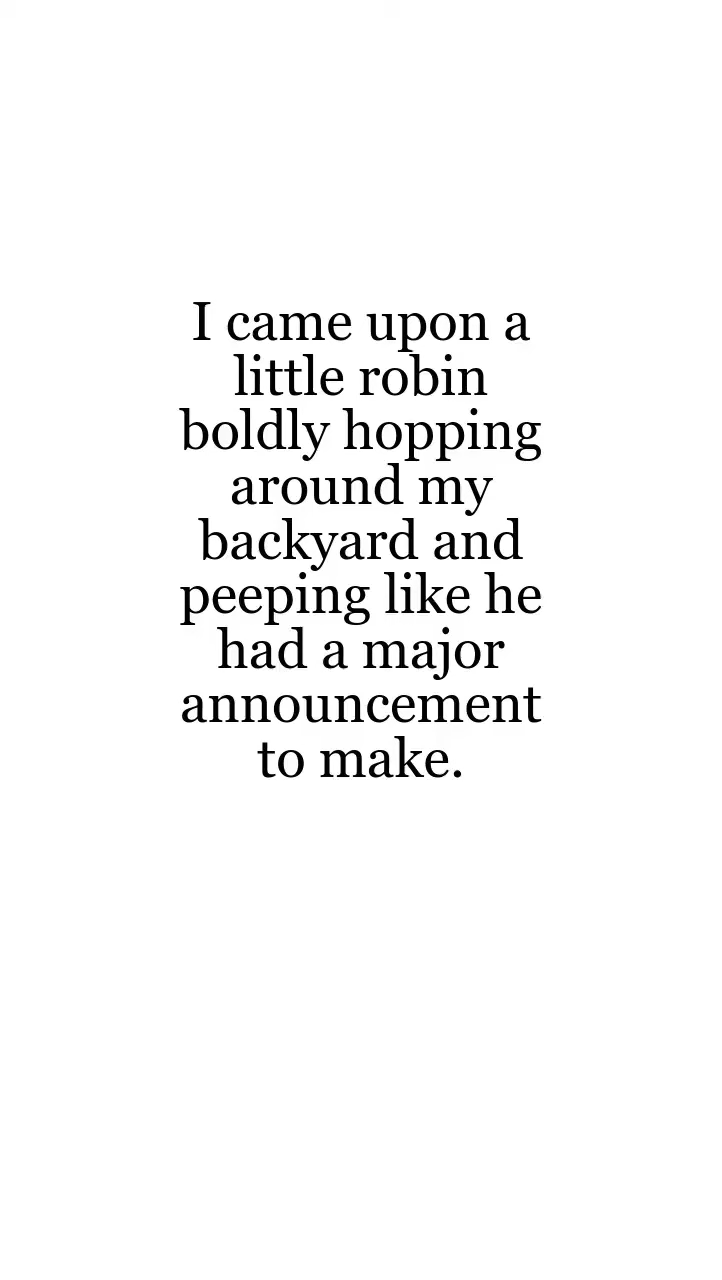 I came upon a
little robin
boldly hopping
around my
backyard and
peeping like he
had a major
announcement
to make.